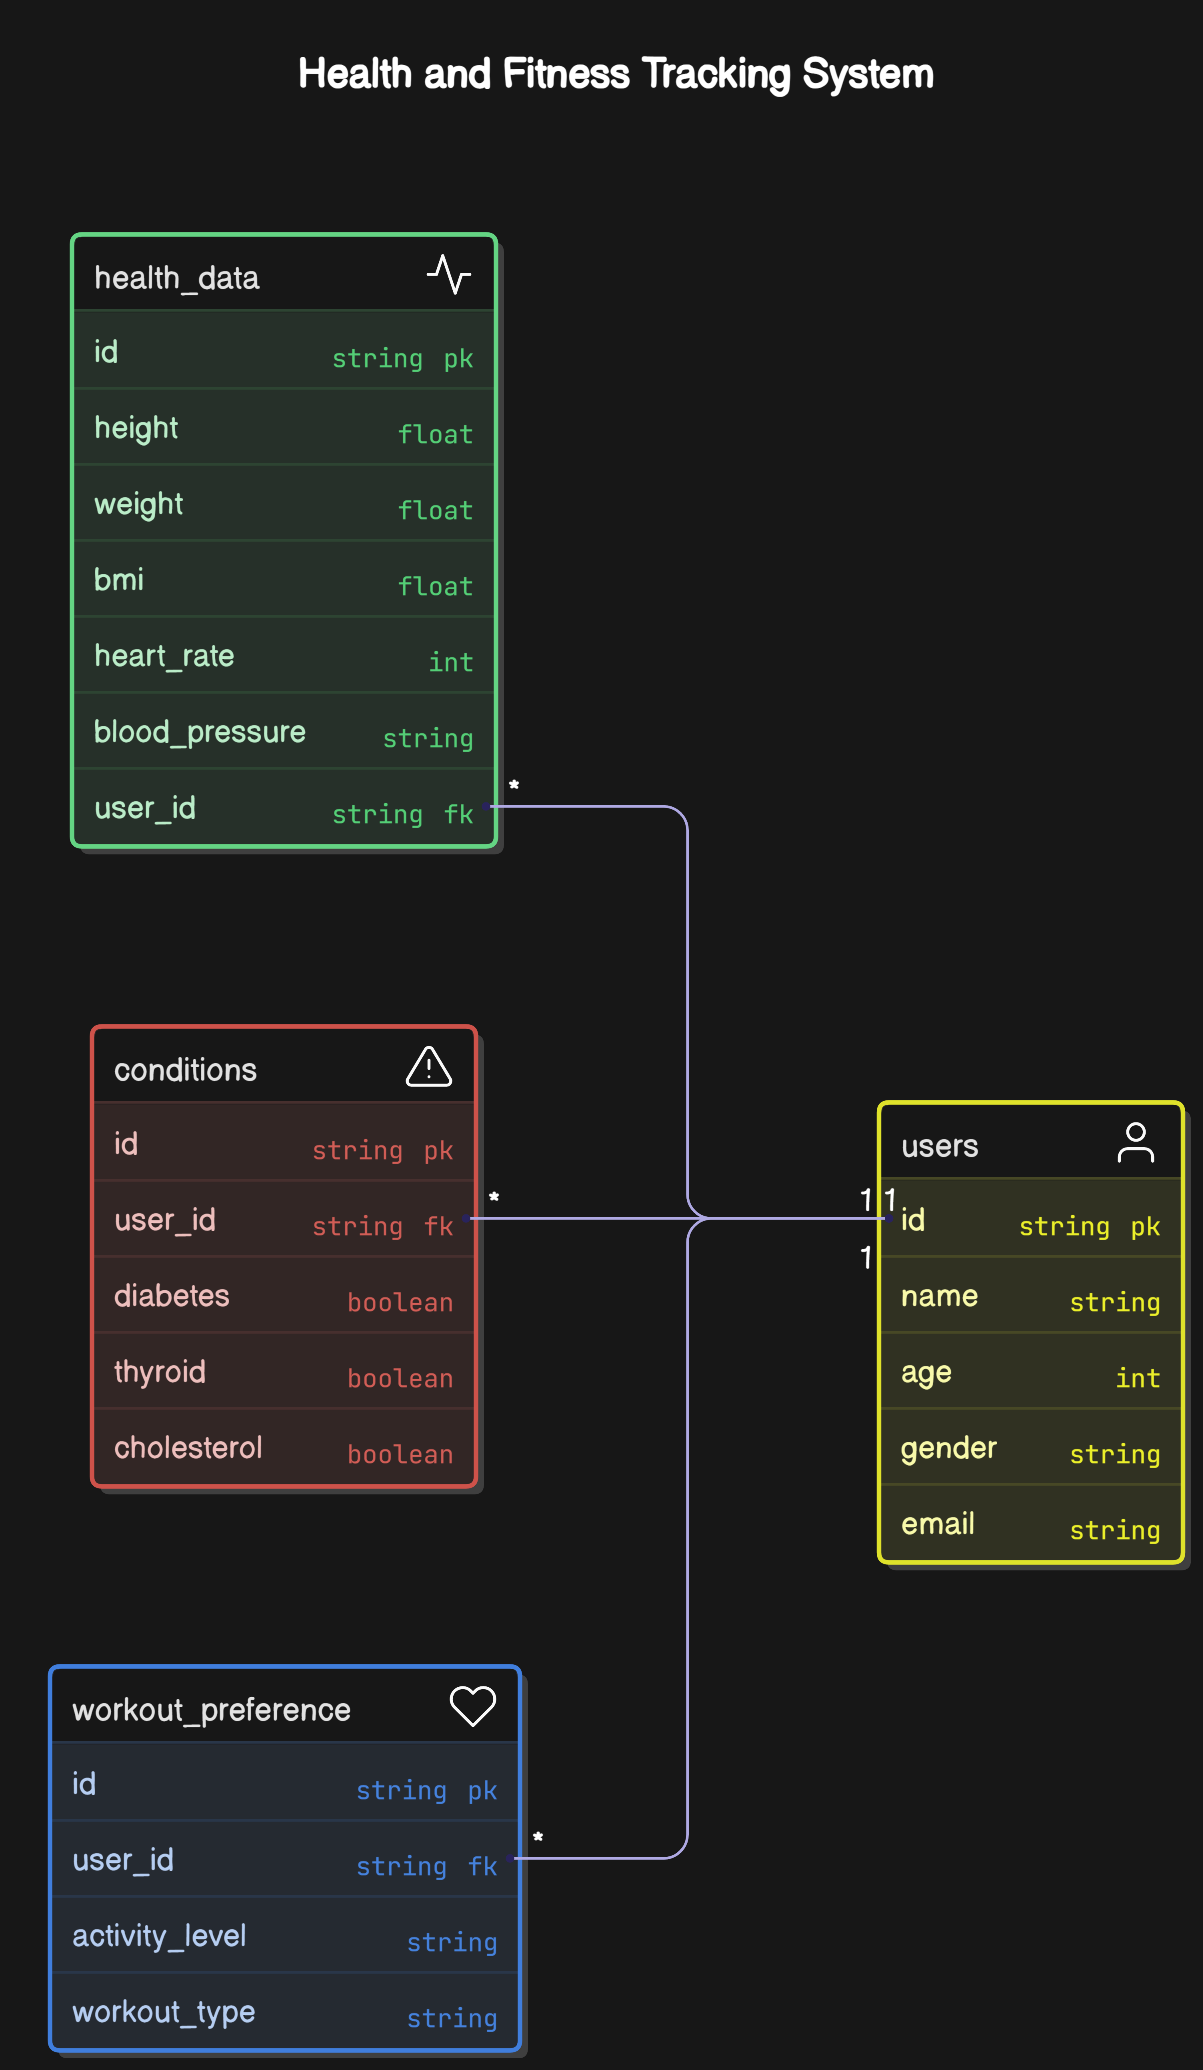 Health and Fitness Tracking System
health_data
id string pk
height float
weight float
bmi float
heart_rate int
blood_pressure string
user_id string fk
*
conditions
id string pk
user_id string fk
*
diabetes boolean
thyroid boolean
cholesterol boolean
users
1 1
id string pk
1
name string
age int
gender string
email string
workout_preference
id string pk
user_id string fk
*
activity_level string
workout_type string